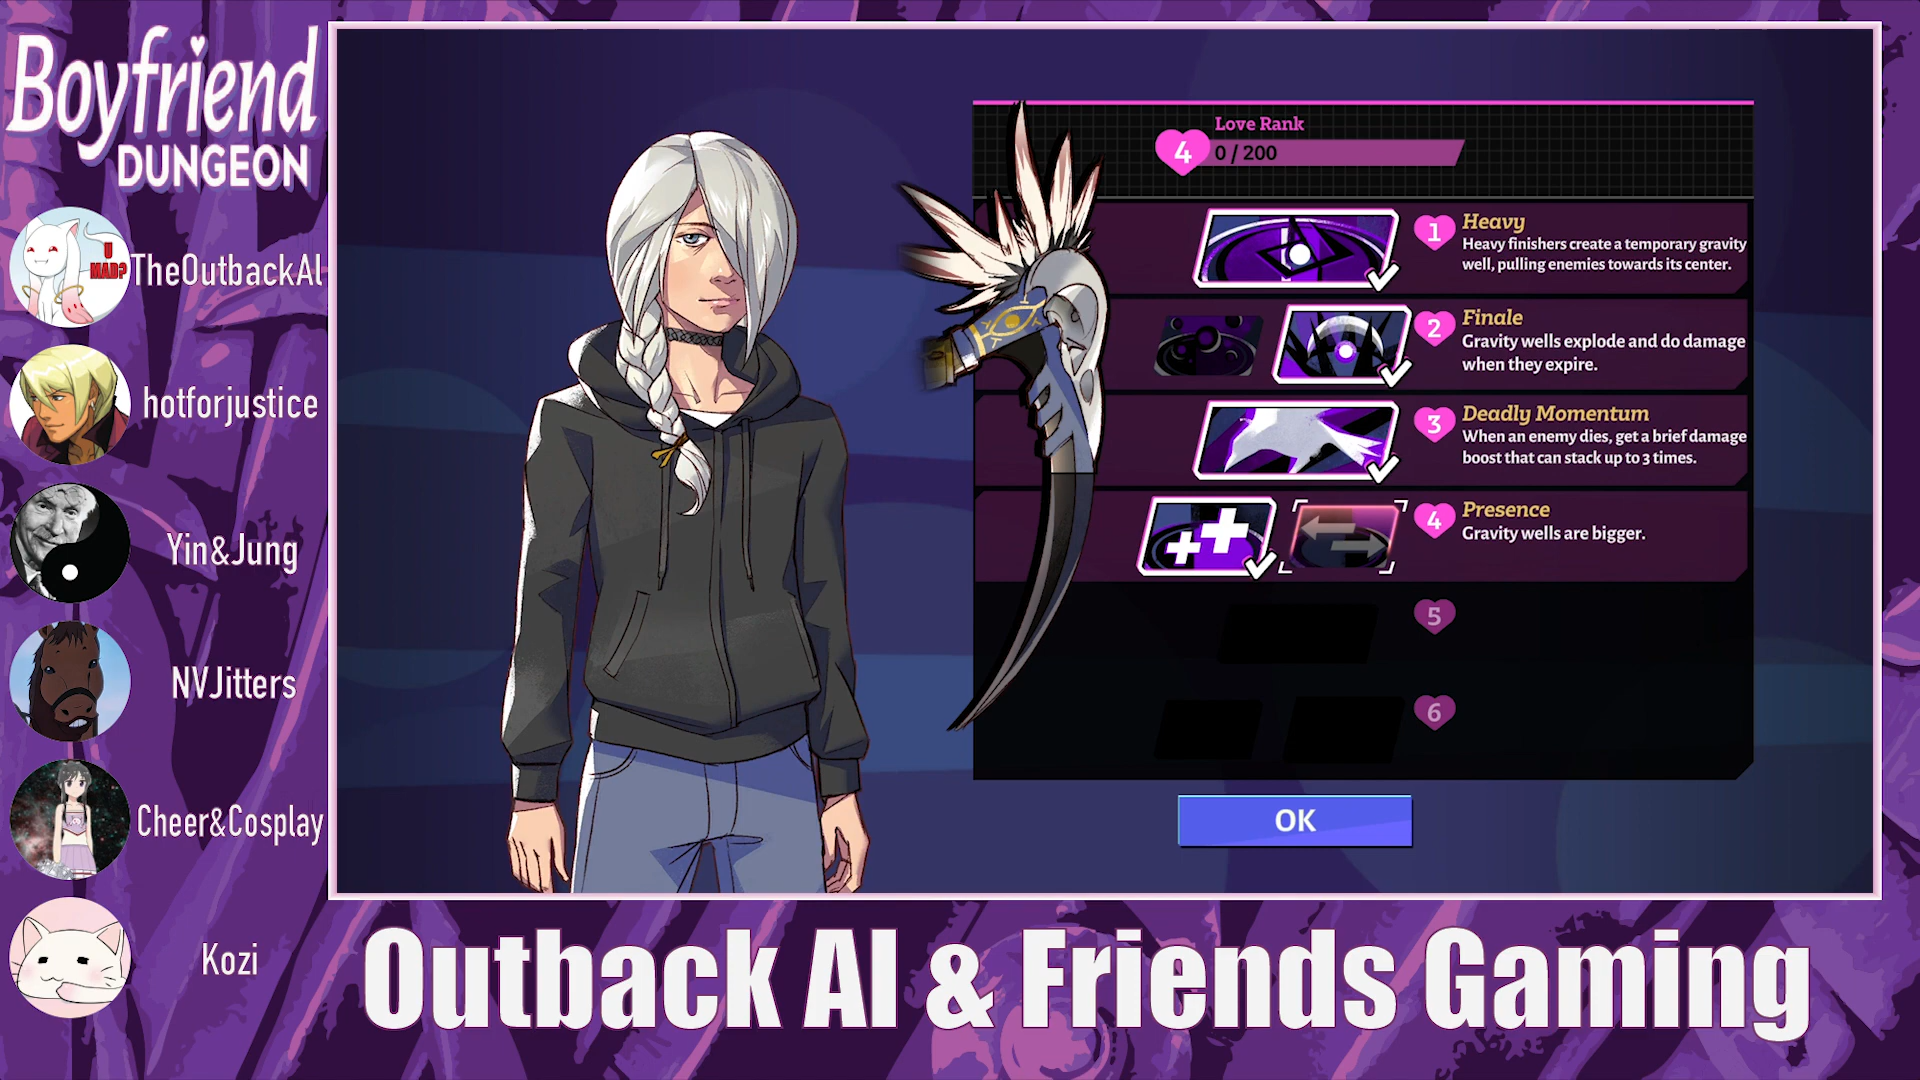 Boyfriend
DUNGEON
U
MAD?
TheOutbackAl
hotforjustice
Yin&Jung
NVJitters
Cheer&Cosplay
Kozi
Love Rank
4
0 / 200
1
Heavy
Heavy finishers create a temporary gravity
well, pulling enemies towards its center.
2
Finale
Gravity wells explode and do damage
when they expire.
3
Deadly Momentum
When an enemy dies, get a brief damage
boost that can stack up to 3 times.
4
Presence
Gravity wells are bigger.
5
6
OK
Outback Al & Friends Gaming